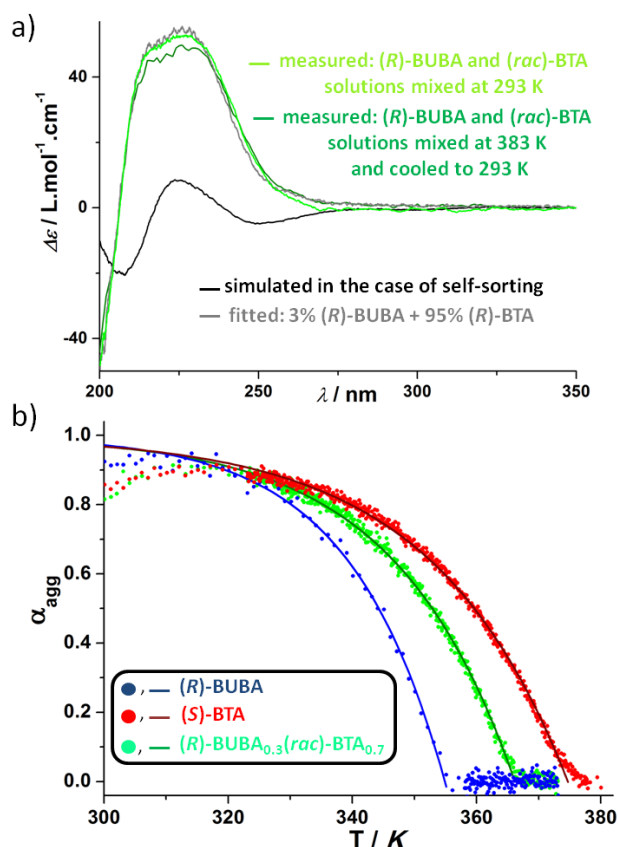 a)
40
0
-40
Δε / L.mol⁻¹.cm⁻¹
measured: (R)-BUBA and (rac)-BTA
solutions mixed at 293 K
measured: (R)-BUBA and (rac)-BTA
solutions mixed at 383 K
and cooled to 293 K
simulated in the case of self-sorting
fitted: 3% (R)-BUBA + 95% (R)-BTA
200 250 300 350
λ / nm
b)
1.0
0.8
0.6
0.4
0.2
0.0
α_agg
, (R)-BUBA
, (S)-BTA
, (R)-BUBA₀.₃(rac)-BTA₀.₇
300 320 340 360 380
T / K